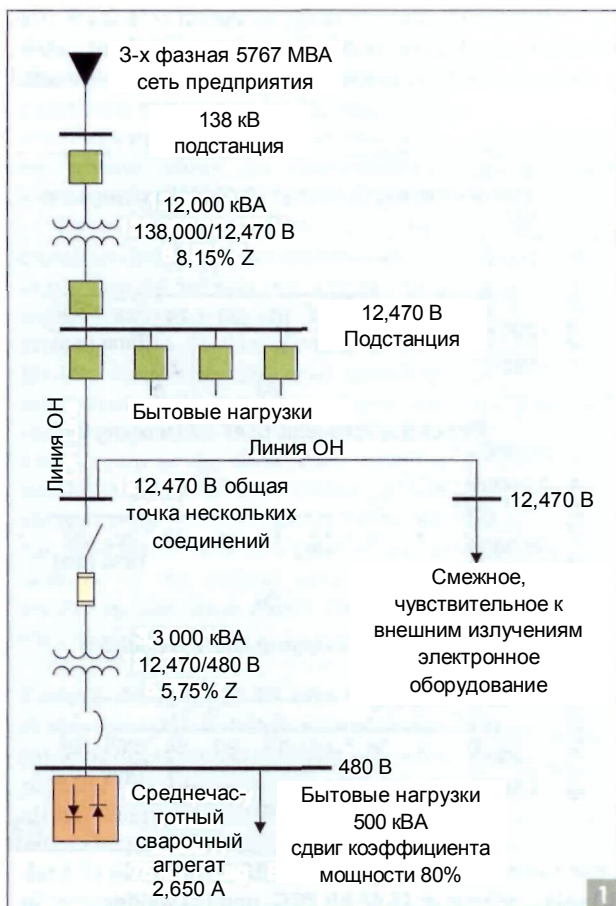 3-х фазная 5767 МВА
сеть предприятия
138 кВ
подстанция
12,000 кВА
138,000/12,470 В
8,15% Z
12,470 В
Подстанция
Бытовые нагрузки
Линия ОН
Линия ОН
12,470 В общая
точка нескольких
соединений
12,470 В
Смежное,
чувствительное к
внешним излучениям
электронное
оборудование
3 000 кВА
12,470/480 В
5,75% Z
480 В
Среднечас-
тотный
сварочный
агрегат
2,650 А
Бытовые нагрузки
500 кВА
сдвиг коэффициента
мощности 80%
1